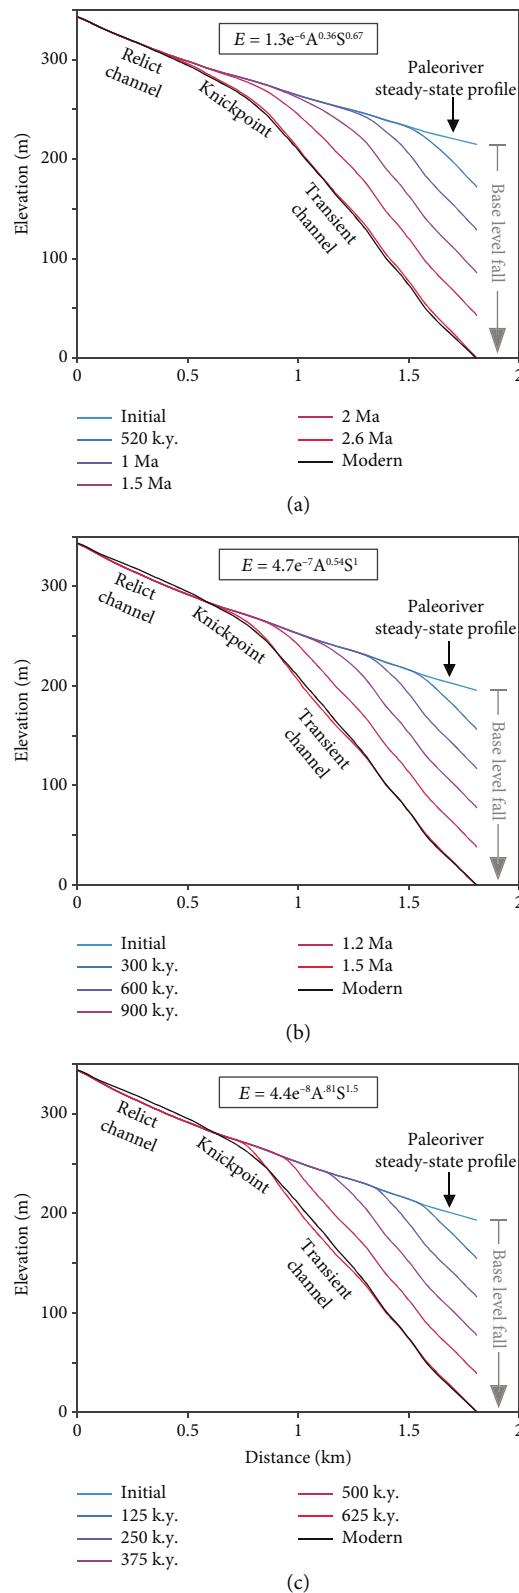 E = 1.3e–6A0.36S0.67
Paleoriver
steady-state profile
Relict
channel
Knickpoint
Transient
channel
Base level fall
Elevation (m)
300
200
100
0
0
0.5
1
1.5
2
Initial
520 k.y.
1 Ma
1.5 Ma
2 Ma
2.6 Ma
Modern
(a)
E = 4.7e–7A0.54S1
Paleoriver
steady-state profile
Relict
channel
Knickpoint
Transient
channel
Base level fall
Elevation (m)
300
200
100
0
0
0.5
1
1.5
2
Initial
300 k.y.
600 k.y.
900 k.y.
1.2 Ma
1.5 Ma
Modern
(b)
E = 4.4e–8A.81S1.5
Paleoriver
steady-state profile
Relict
channel
Knickpoint
Transient
channel
Base level fall
Elevation (m)
300
200
100
0
0
0.5
1
1.5
2
Distance (km)
Initial
125 k.y.
250 k.y.
375 k.y.
500 k.y.
625 k.y.
Modern
(c)